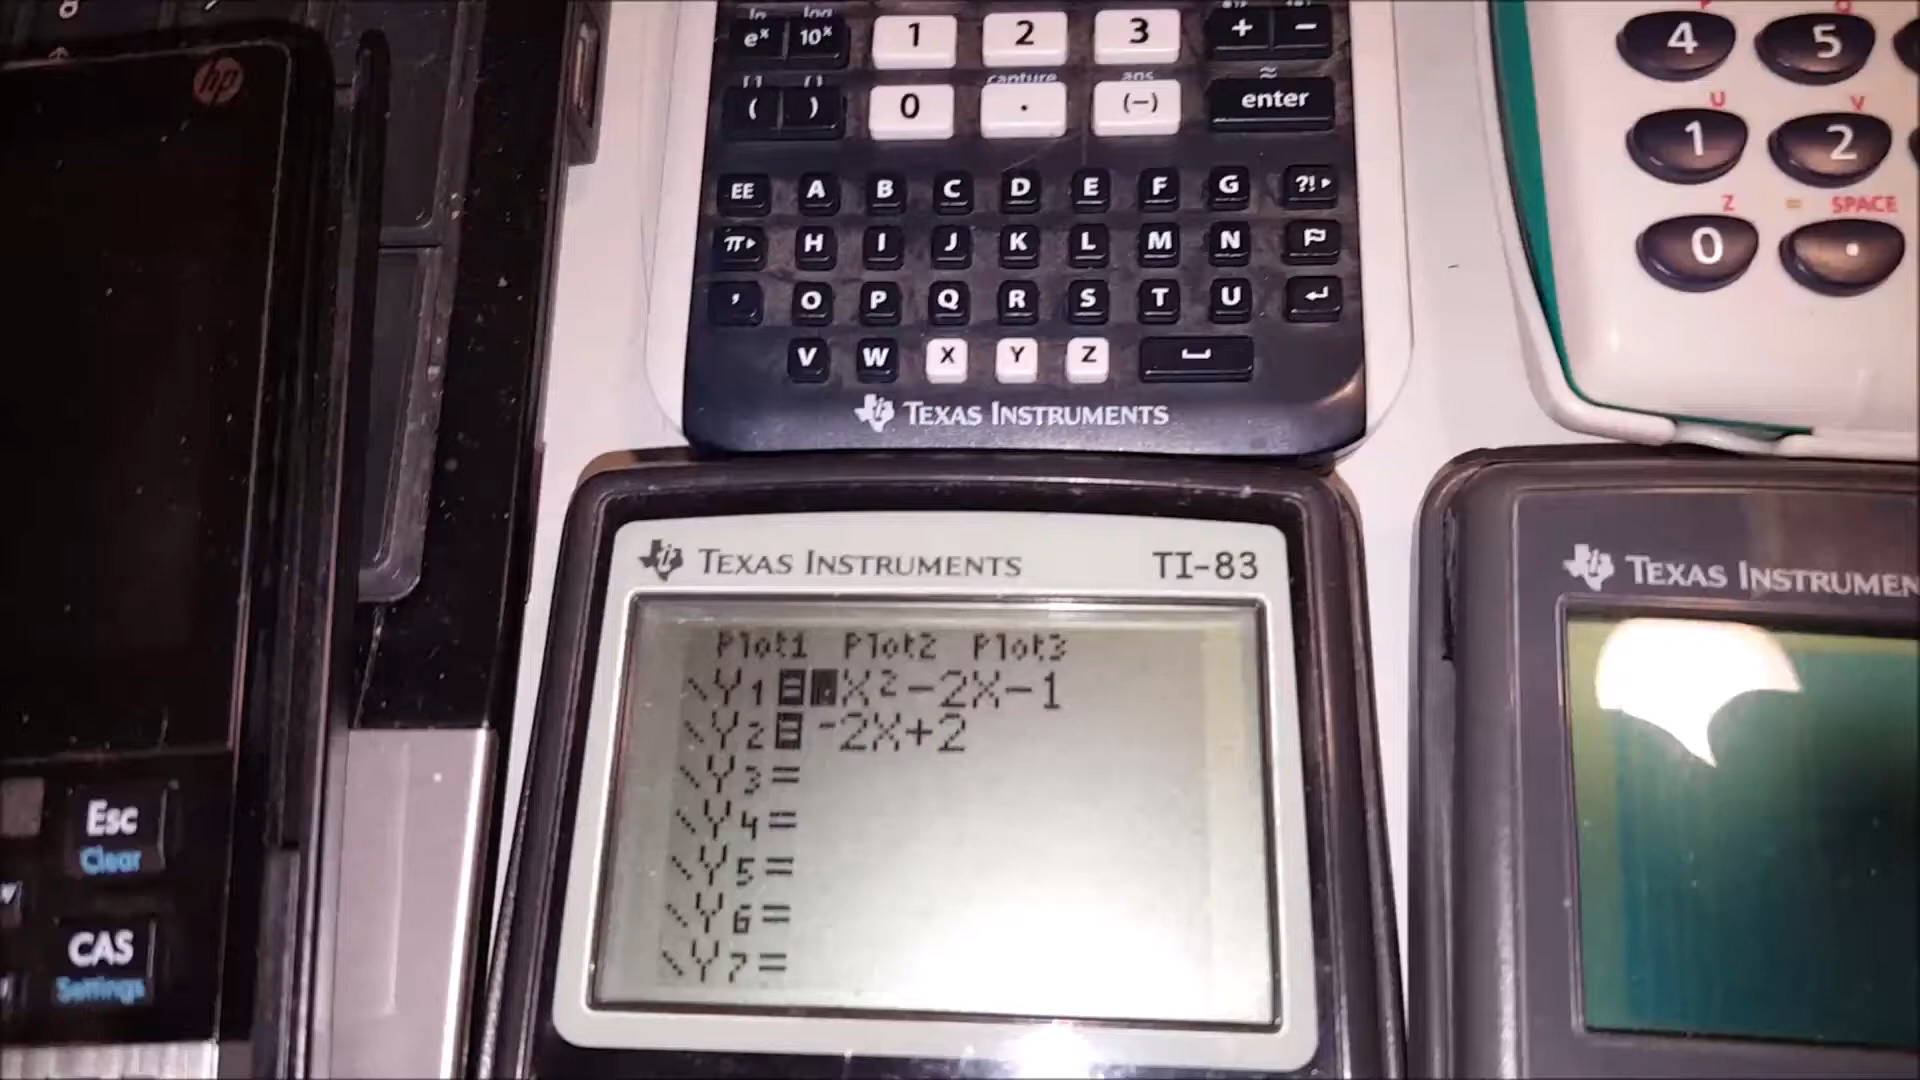 hp
ln log
eˣ 10ˣ 1 2 3 + −
[ ] { } capture ans ≈
( ) 0 . (−) enter
EE A B C D E F G ?!▸
π▸ H I J K L M N
, O P Q R S T U ↵
V W X Y Z
TEXAS INSTRUMENTS
4 5
U V
1 2
Z = SPACE
0 .
TEXAS INSTRUMENTS TI-83
Plot1 Plot2 Plot3
\Y1= X²-2X-1
\Y2=-2X+2
\Y3=
\Y4=
\Y5=
\Y6=
\Y7=
TEXAS INSTRUMEN
Esc
Clear
CAS
Settings